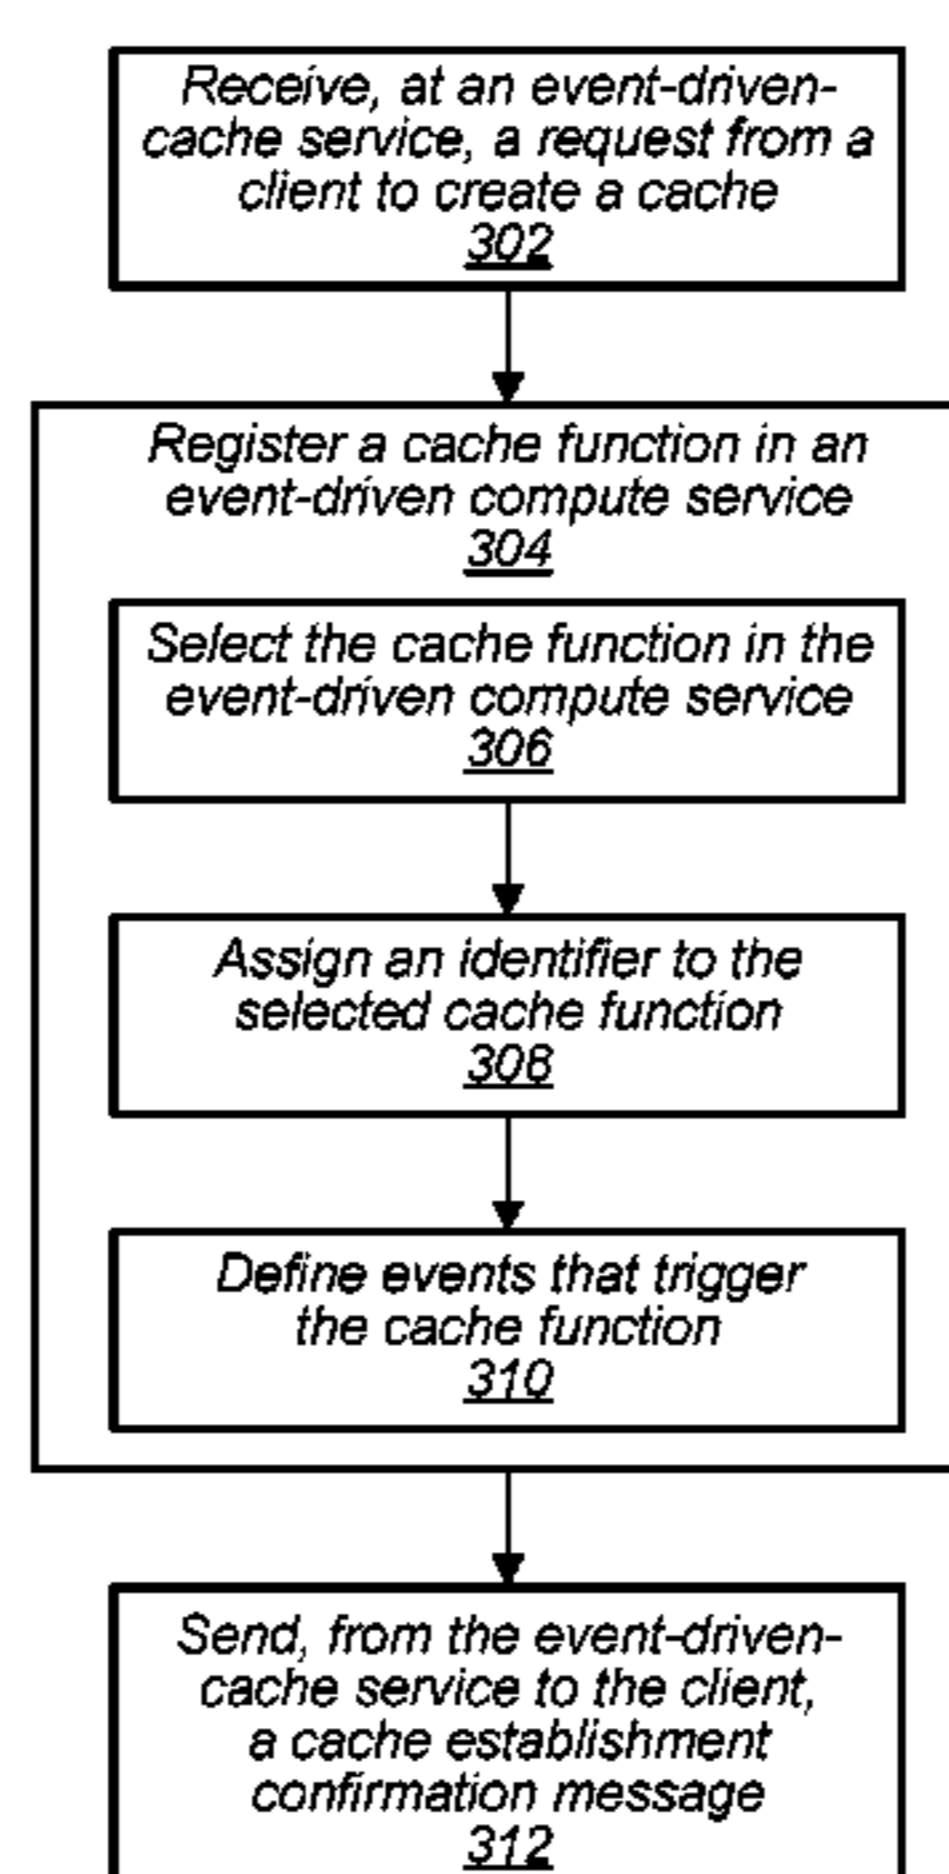 Receive, at an event-driven-
cache service, a request from a
client to create a cache
302
Register a cache function in an
event-driven compute service
304
Select the cache function in the
event-driven compute service
306
Assign an identifier to the
selected cache function
308
Define events that trigger
the cache function
310
Send, from the event-driven-
cache service to the client,
a cache establishment
confirmation message
312